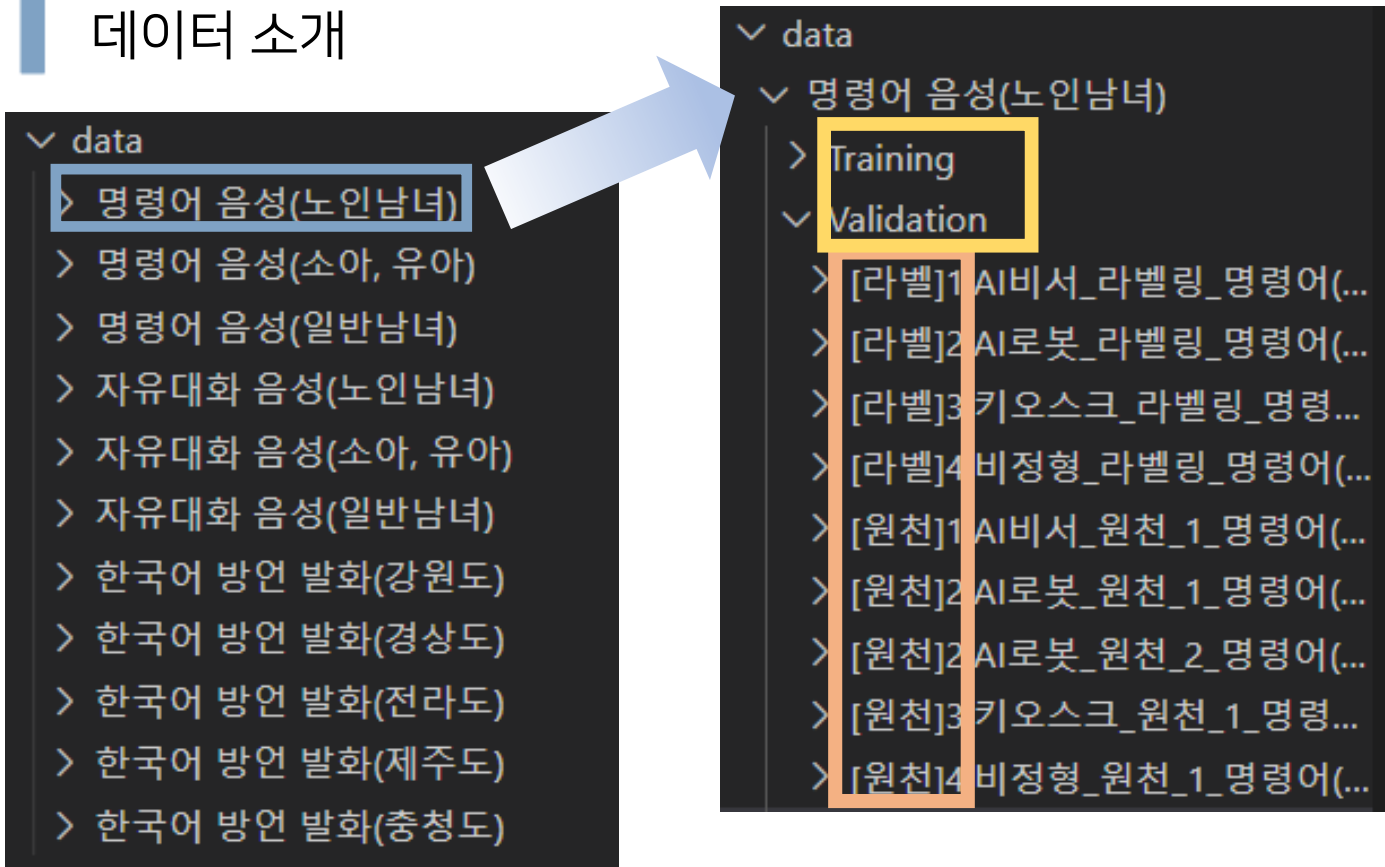 데이터 소개
data
명령어 음성(노인남녀)
명령어 음성(소아, 유아)
명령어 음성(일반남녀)
자유대화 음성(노인남녀)
자유대화 음성(소아, 유아)
자유대화 음성(일반남녀)
한국어 방언 발화(강원도)
한국어 방언 발화(경상도)
한국어 방언 발화(전라도)
한국어 방언 발화(제주도)
한국어 방언 발화(충청도)
data
명령어 음성(노인남녀)
Training
Validation
[라벨]1 AI비서_라벨링_명령어(...
[라벨]2 AI로봇_라벨링_명령어(...
[라벨]3 키오스크_라벨링_명령...
[라벨]4 비정형_라벨링_명령어(...
[원천]1 AI비서_원천_1_명령어(...
[원천]2 AI로봇_원천_1_명령어(...
[원천]2 AI로봇_원천_2_명령어(...
[원천]3 키오스크_원천_1_명령...
[원천]4 비정형_원천_1_명령어(...